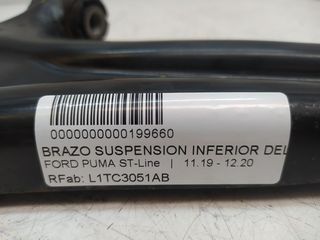 0000000000199660
BRAZO SUSPENSION INFERIOR DEL
FORD PUMA ST-Line | 11.19 - 12.20
RFab: L1TC3051AB